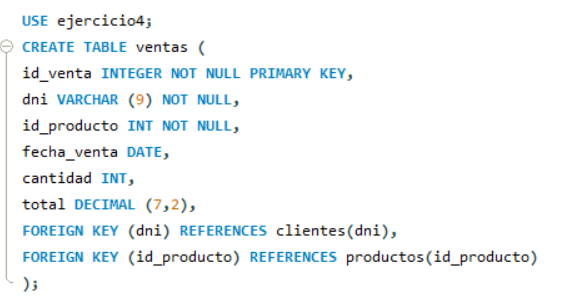 USE ejercicio4;
CREATE TABLE ventas (
id_venta INTEGER NOT NULL PRIMARY KEY,
dni VARCHAR (9) NOT NULL,
id_producto INT NOT NULL,
fecha_venta DATE,
cantidad INT,
total DECIMAL (7,2),
FOREIGN KEY (dni) REFERENCES clientes(dni),
FOREIGN KEY (id_producto) REFERENCES productos(id_producto)
);